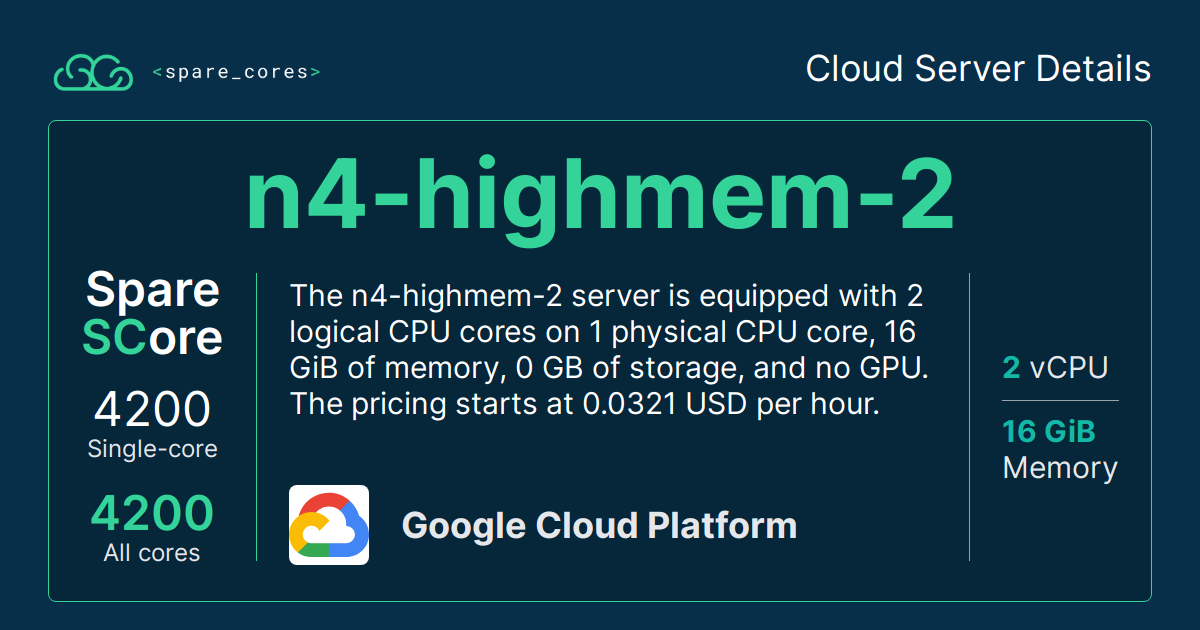 <spare_cores>
Cloud Server Details
n4-highmem-2
Spare
SCore
4200
Single-core
4200
All cores
The n4-highmem-2 server is equipped with 2
logical CPU cores on 1 physical CPU core, 16
GiB of memory, 0 GB of storage, and no GPU.
The pricing starts at 0.0321 USD per hour.
Google Cloud Platform
2 vCPU
16 GiB
Memory